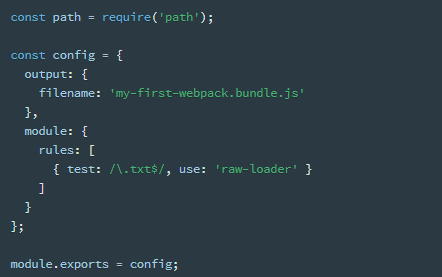 const path = require('path');

const config = {
  output: {
    filename: 'my-first-webpack.bundle.js'
  },
  module: {
    rules: [
      { test: /\.txt$/, use: 'raw-loader' }
    ]
  }
};

module.exports = config;